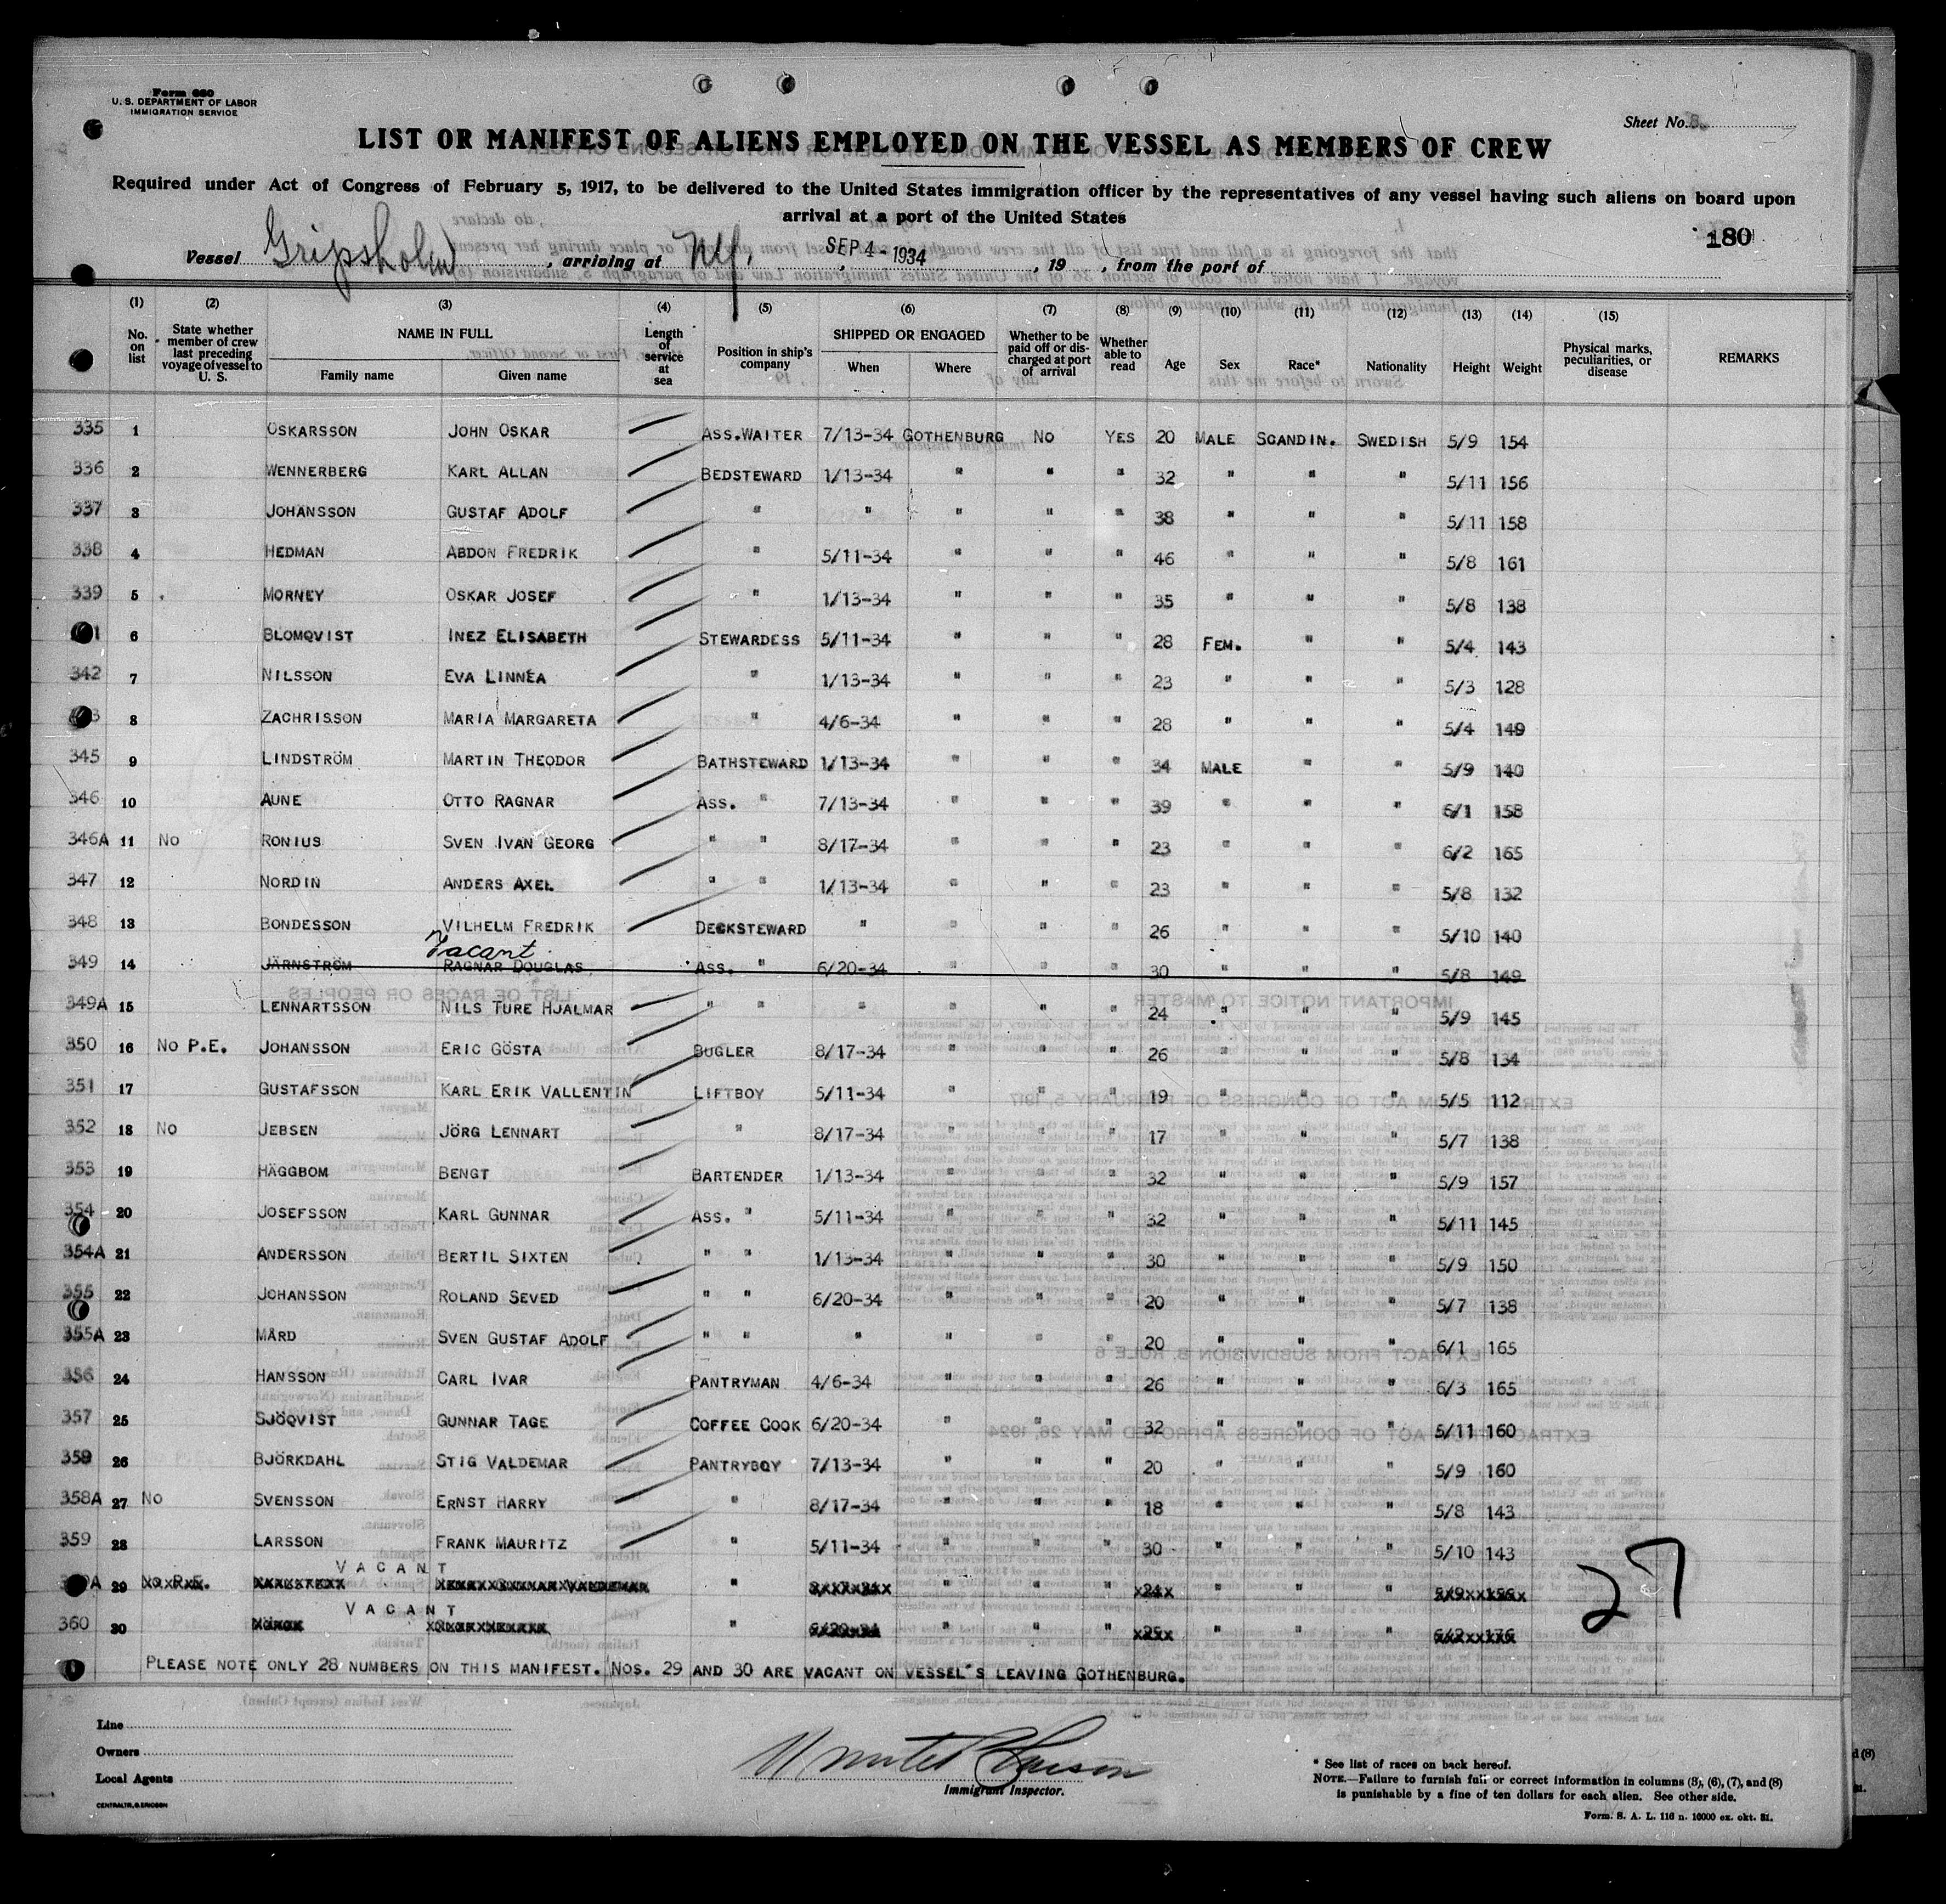 Form 680
U. S. DEPARTMENT OF LABOR
IMMIGRATION SERVICE
Sheet No. 8.
LIST OR MANIFEST OF ALIENS EMPLOYED ON THE VESSEL AS MEMBERS OF CREW
Required under Act of Congress of February 5, 1917, to be delivered to the United States immigration officer by the representatives of any vessel having such aliens on board upon
arrival at a port of the United States
180
Vessel Gripsholm, arriving at NY., SEP 4 - 1934, 19 , from the port of
(1) (2) (3) (4) (5) (6) (7) (8) (9) (10) (11) (12) (13) (14) (15)
No. on list State whether member of crew last preceding voyage of vessel to U. S. NAME IN FULL Family name Given name Length of service at sea Position in ship's company SHIPPED OR ENGAGED When Where Whether to be paid off or discharged at port of arrival Whether able to read Age Sex Race* Nationality Height Weight Physical marks, peculiarities, or disease REMARKS
335 1 OSKARSSON JOHN OSKAR ASS.WAITER 7/13-34 GOTHENBURG NO YES 20 MALE SCANDIN. SWEDISH 5/9 154
336 2 WENNERBERG KARL ALLAN BEDSTEWARD 1/13-34 " " " 32 " " " 5/11 156
337 3 JOHANSSON GUSTAF ADOLF " " " " " 38 " " " 5/11 158
338 4 HEDMAN ABDON FREDRIK " 5/11-34 " " " 46 " " " 5/8 161
339 5 MORNEY OSKAR JOSEF " 1/13-34 " " " 35 " " " 5/8 138
6 BLOMQVIST INEZ ELISABETH STEWARDESS 5/11-34 " " " 28 FEM. " " 5/4 143
342 7 NILSSON EVA LINNÉA " 1/13-34 " " " 23 " " " 5/3 128
8 ZACHRISSON MARIA MARGARETA " 4/6-34 " " " 28 " " " 5/4 149
345 9 LINDSTRÖM MARTIN THEODOR BATHSTEWARD 1/13-34 " " " 34 MALE " " 5/9 140
346 10 AUNE OTTO RAGNAR ASS. " 7/13-34 " " " 39 " " " 6/1 158
346A 11 NO RONIUS SVEN IVAN GEORG " " 8/17-34 " " " 23 " " " 6/2 165
347 12 NORDIN ANDERS AXEL " " 1/13-34 " " " 23 " " " 5/8 132
348 13 BONDESSON VILHELM FREDRIK DECKSTEWARD " " " " 26 " " " 5/10 140
Vacant
349 14 JÄRNSTRÖM RAGNAR DOUGLAS ASS. " 6/20-34 " " " 30 " " " 5/8 149
349A 15 LENNARTSSON NILS TURE HJALMAR " " " " " " 24 " " " 5/9 145
350 16 NO P.E. JOHANSSON ERIC GÖSTA BUGLER 8/17-34 " " " 26 " " " 5/8 134
351 17 GUSTAFSSON KARL ERIK VALLENTIN LIFTBOY 5/11-34 " " " 19 " " " 5/5 112
352 18 NO JEBSEN JÖRG LENNART " 8/17-34 " " " 17 " " " 5/7 138
353 19 HÄGGBOM BENGT BARTENDER 1/13-34 " " " 32 " " " 5/9 157
354 20 JOSEFSSON KARL GUNNAR ASS. " 5/11-34 " " " 32 " " " 5/11 145
354A 21 ANDERSSON BERTIL SIXTEN " " 1/13-34 " " " 30 " " " 5/9 150
355 22 JOHANSSON ROLAND SEVED " " 6/20-34 " " " 20 " " " 5/7 138
355A 23 MÅRD SVEN GUSTAF ADOLF " " " " " " 20 " " " 6/1 165
356 24 HANSSON CARL IVAR PANTRYMAN 4/6-34 " " " 26 " " " 6/3 165
357 25 SJÖQVIST GUNNAR TAGE COFFEE COOK 6/20-34 " " " 32 " " " 5/11 160
358 26 BJÖRKDAHL STIG VALDEMAR PANTRYBOY 7/13-34 " " " 20 " " " 5/9 160
358A 27 NO SVENSSON ERNST HARRY " 8/17-34 " " " 18 " " " 5/8 143
359 28 LARSSON FRANK MAURITZ " 5/11-34 " " " 30 " " " 5/10 143
VACANT
29 " " " " " " "
VACANT
360 30 " " " " " " "
27
PLEASE NOTE ONLY 28 NUMBERS ON THIS MANIFEST. NOS. 29 AND 30 ARE VACANT ON VESSEL'S LEAVING GOTHENBURG.
Line
Owners
Local Agents
CENTRALTR., G. ERICSON
Immigrant Inspector.
* See list of races on back hereof.
NOTE.—Failure to furnish full or correct information in columns (3), (6), (7), and (8)
is punishable by a fine of ten dollars for each alien. See other side.
Form. S. A. L. 116 n. 10000 ex. okt. 31.